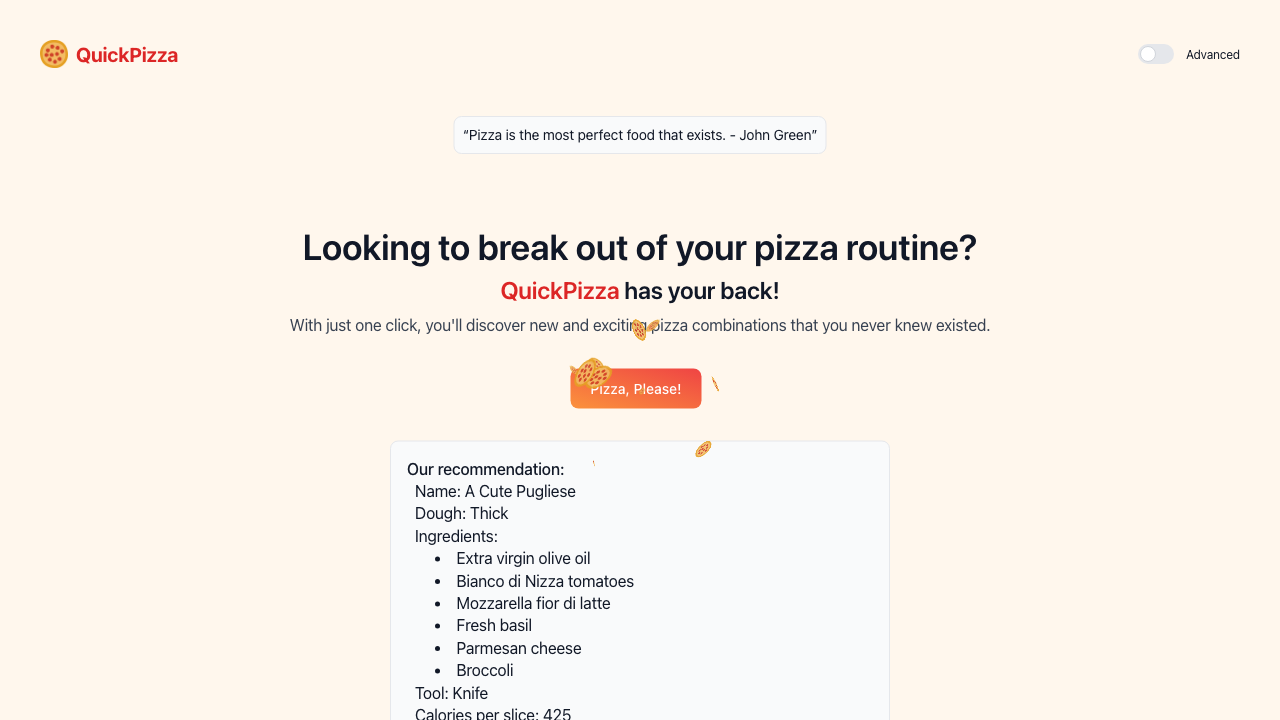 QuickPizza
Advanced
“Pizza is the most perfect food that exists. - John Green”
Looking to break out of your pizza routine?
QuickPizza has your back!
With just one click, you'll discover new and exciting pizza combinations that you never knew existed.
Pizza, Please!
Our recommendation:
Name: A Cute Pugliese
Dough: Thick
Ingredients:
• Extra virgin olive oil
• Bianco di Nizza tomatoes
• Mozzarella fior di latte
• Fresh basil
• Parmesan cheese
• Broccoli
Tool: Knife
Calories per slice: 425